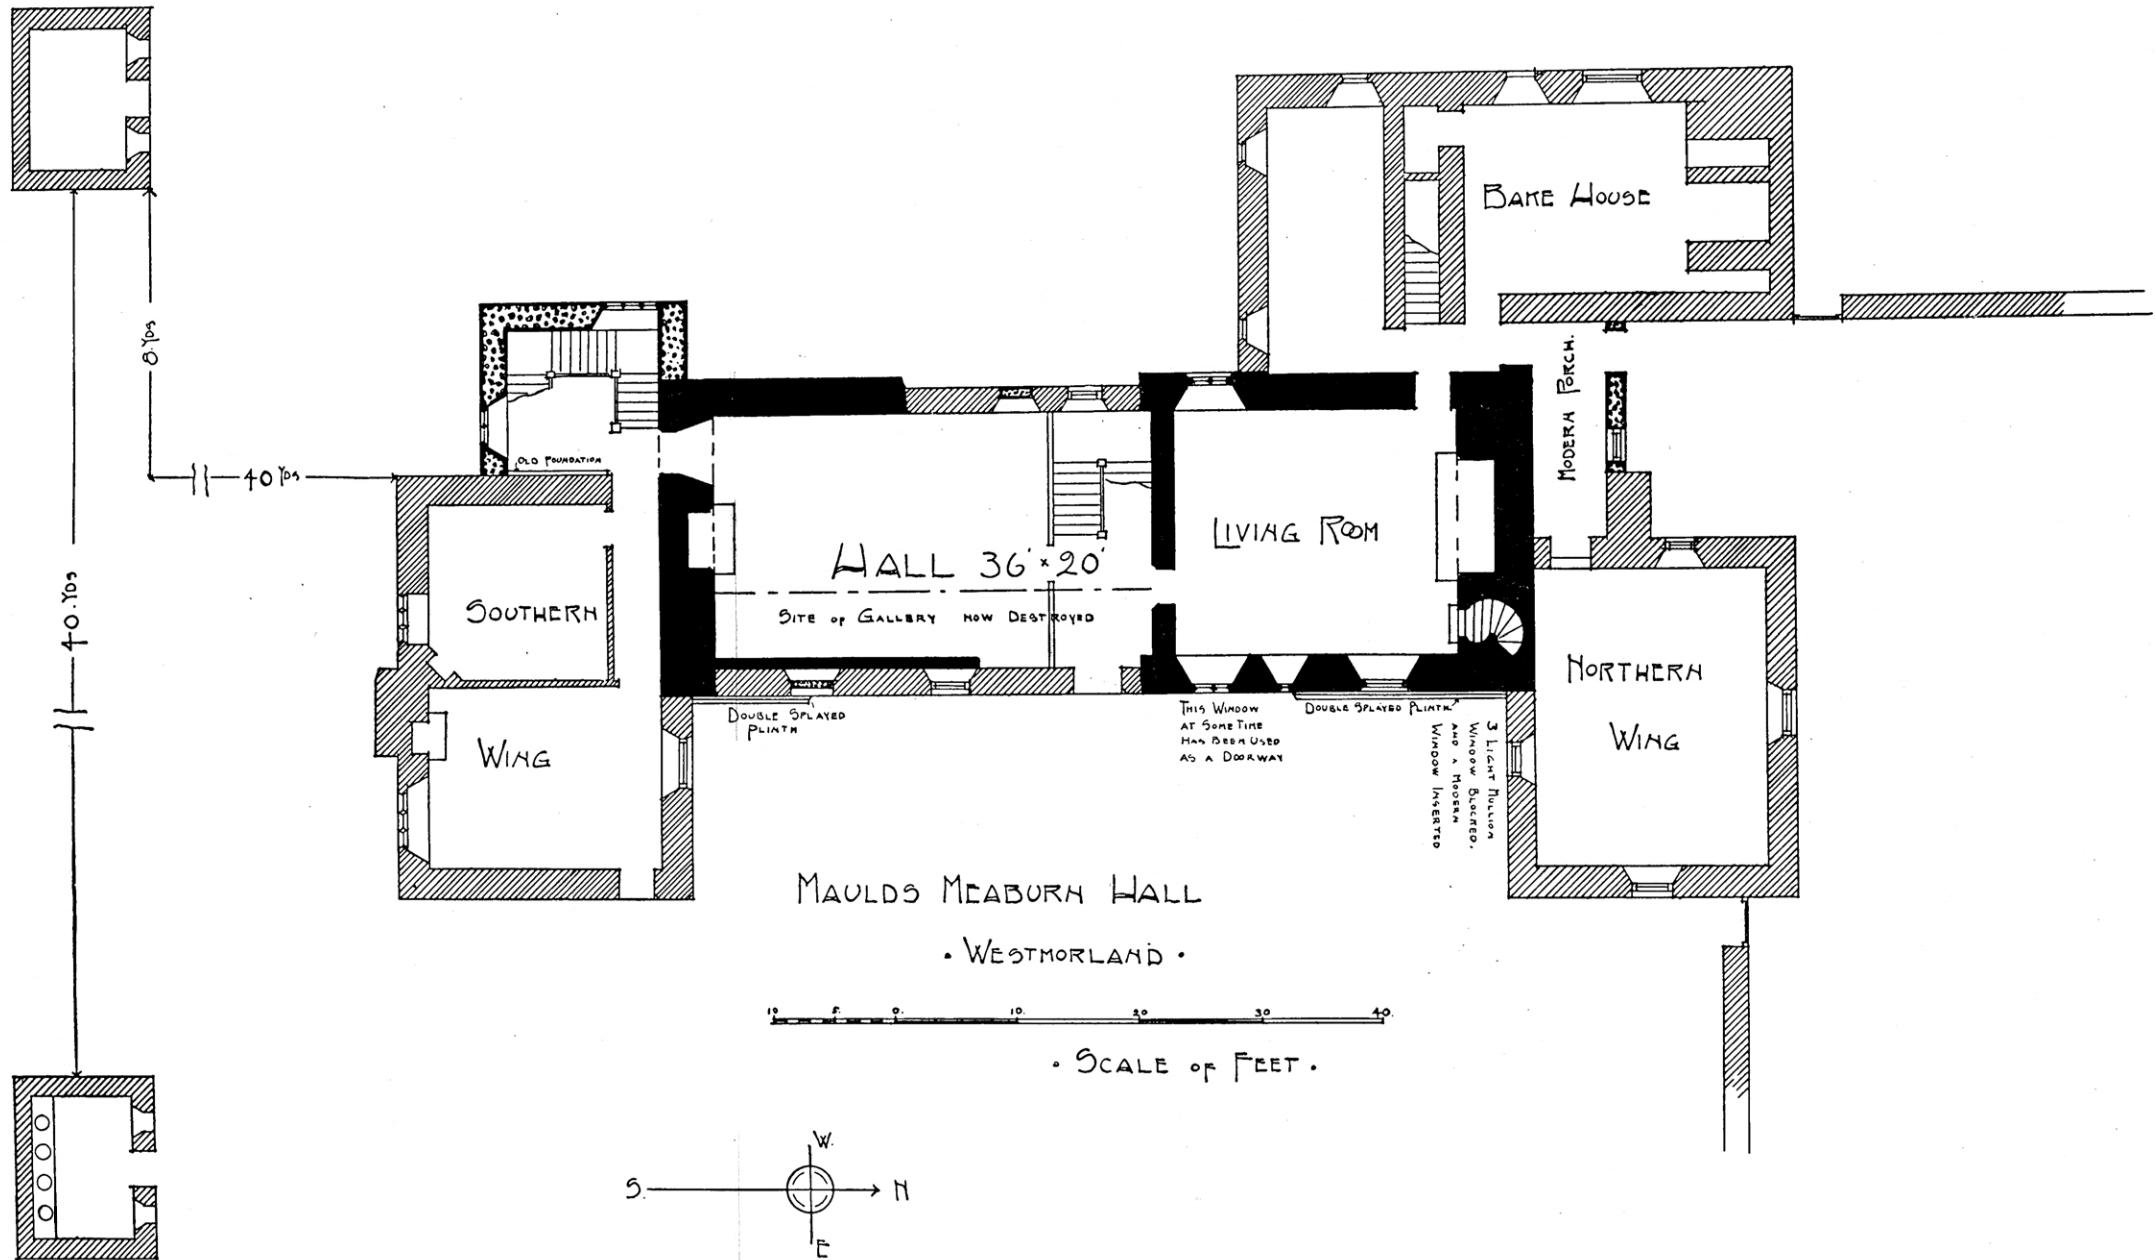 BAKE HOUSE
MODERN PORCH.
8 YDS
OLD FOUNDATION
40 YDS
LIVING ROOM
HALL 36' × 20'
SITE OF GALLERY NOW DESTROYED
40. YDS
SOUTHERN
WING
NORTHERN
WING
DOUBLE SPLAYED
PLINTH
THIS WINDOW
AT SOME TIME
HAS BEEN USED
AS A DOORWAY
DOUBLE SPLAYED PLINTH
3 LIGHT MULLION
WINDOW BLOCKED.
AND A MODERN
WINDOW INSERTED
MAULDS MEABURN HALL
• WESTMORLAND •
10 5. 0. 10. 20 30 40.
• SCALE OF FEET •
W.
S. N
E